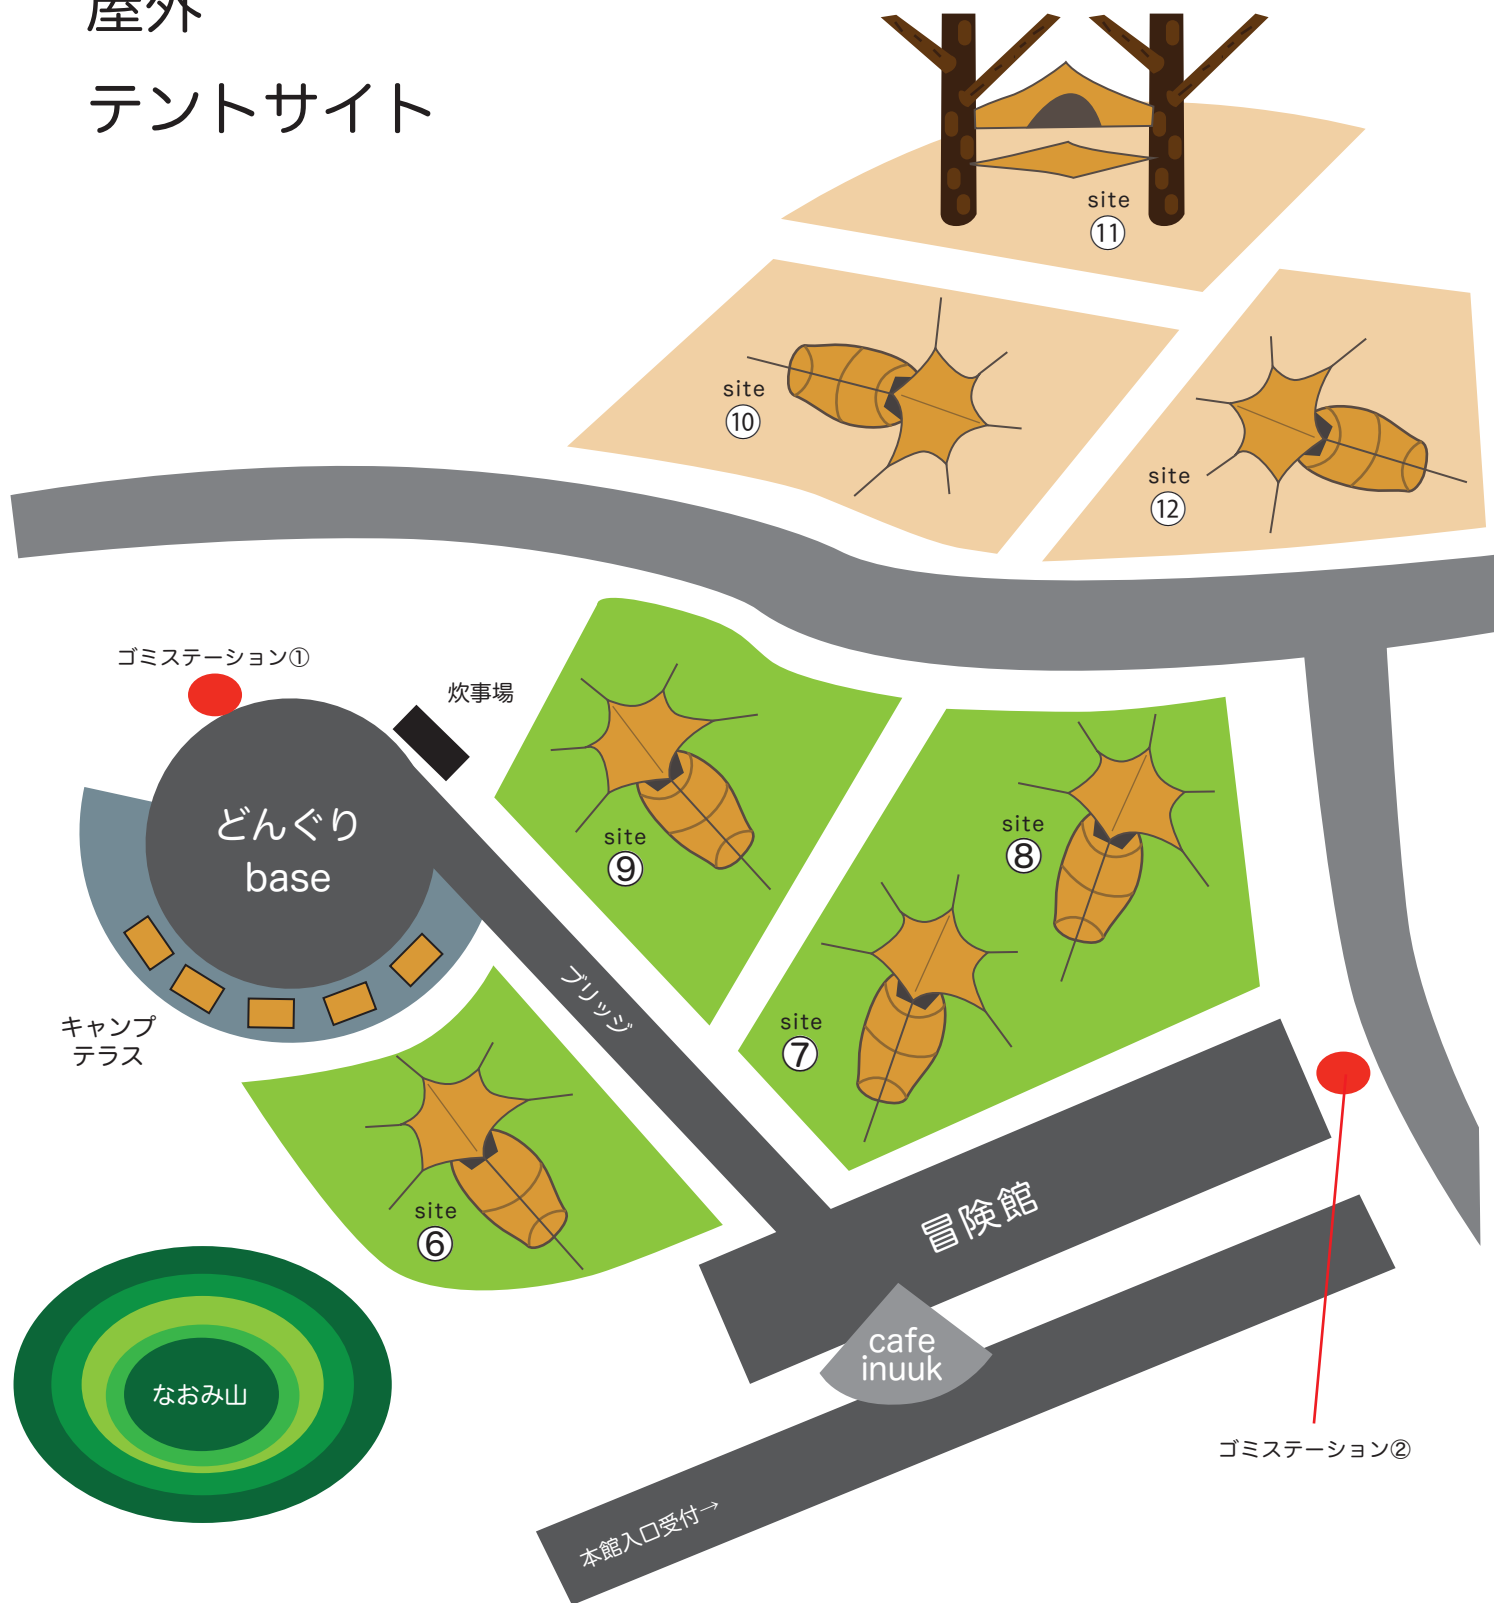 屋外
テントサイト
site
⑪
site
⑩
site
⑫
ゴミステーション①
炊事場
どんぐり
base
site
⑨
site
⑧
ブリッジ
キャンプ
テラス
site
⑦
site
⑥
冒険館
cafe
inuuk
なおみ山
ゴミステーション②
本館入口受付→